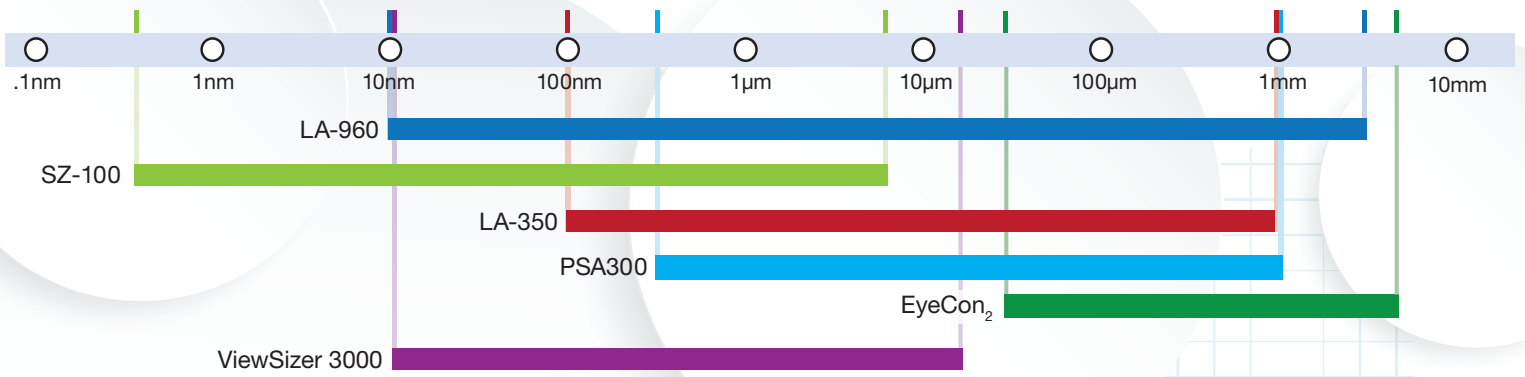 .1nm 1nm 10nm 100nm 1µm 10µm 100µm 1mm 10mm
LA-960
SZ-100
LA-350
PSA300
EyeCon₂
ViewSizer 3000